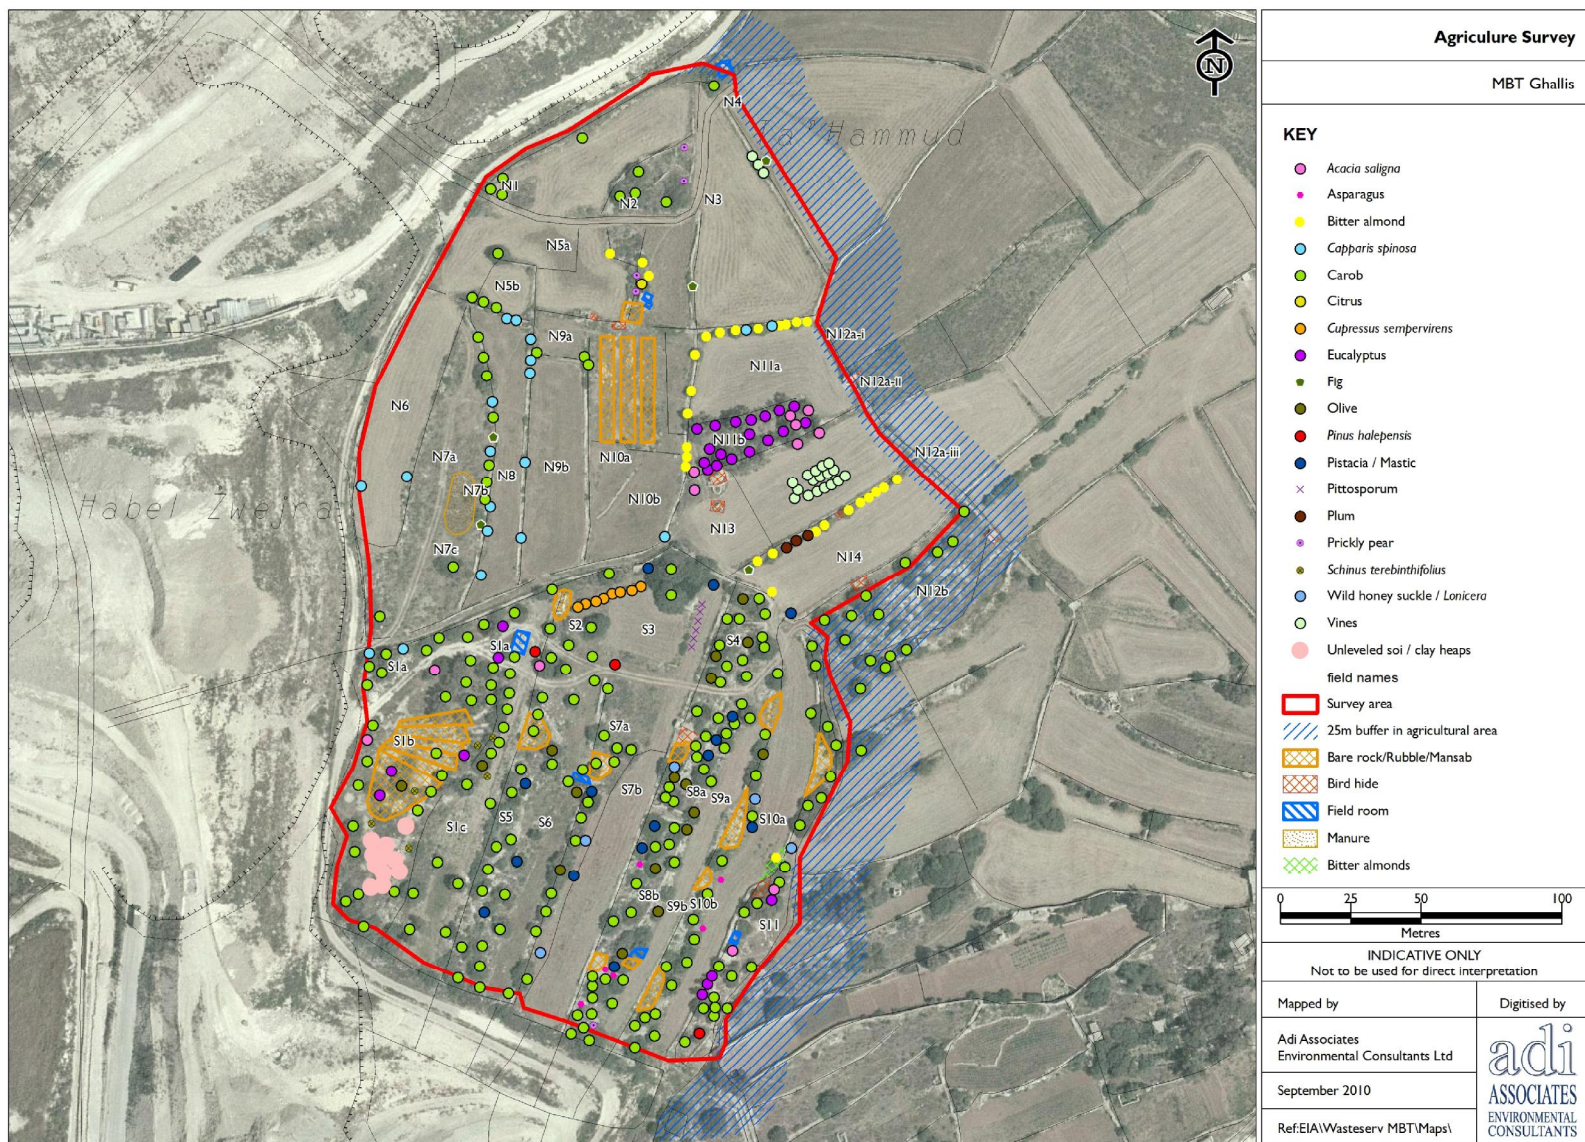 Agriculure Survey
MBT Ghallis
KEY
Acacia saligna
Asparagus
Bitter almond
Capparis spinosa
Carob
Citrus
Cupressus sempervirens
Eucalyptus
Fig
Olive
Pinus halepensis
Pistacia / Mastic
Pittosporum
Plum
Prickly pear
Schinus terebinthifolius
Wild honey suckle / Lonicera
Vines
Unleveled soi / clay heaps
field names
Survey area
25m buffer in agricultural area
Bare rock/Rubble/Mansab
Bird hide
Field room
Manure
Bitter almonds
0 25 50 100
Metres
INDICATIVE ONLY
Not to be used for direct interpretation
Mapped by
Digitised by
Adi Associates
Environmental Consultants Ltd
September 2010
Ref:EIA\Wasteserv MBT\Maps\
adi
ASSOCIATES
ENVIRONMENTAL
CONSULTANTS
N
N4
Ta' Hammud
N1
N2
N3
N5a
N5b
N9a
N12a-i
N11a
N12a-ii
N6
N11b
N7a
N8
N9b
N10a
N12a-iii
N7b
N10b
Habel Zwejra
N13
N7c
N14
N12b
S2
S3
S4
S1a
S1a
S7a
S1b
S7b
S8a
S9a
S5
S6
S10a
S1c
S8b
S9b
S10b
S11